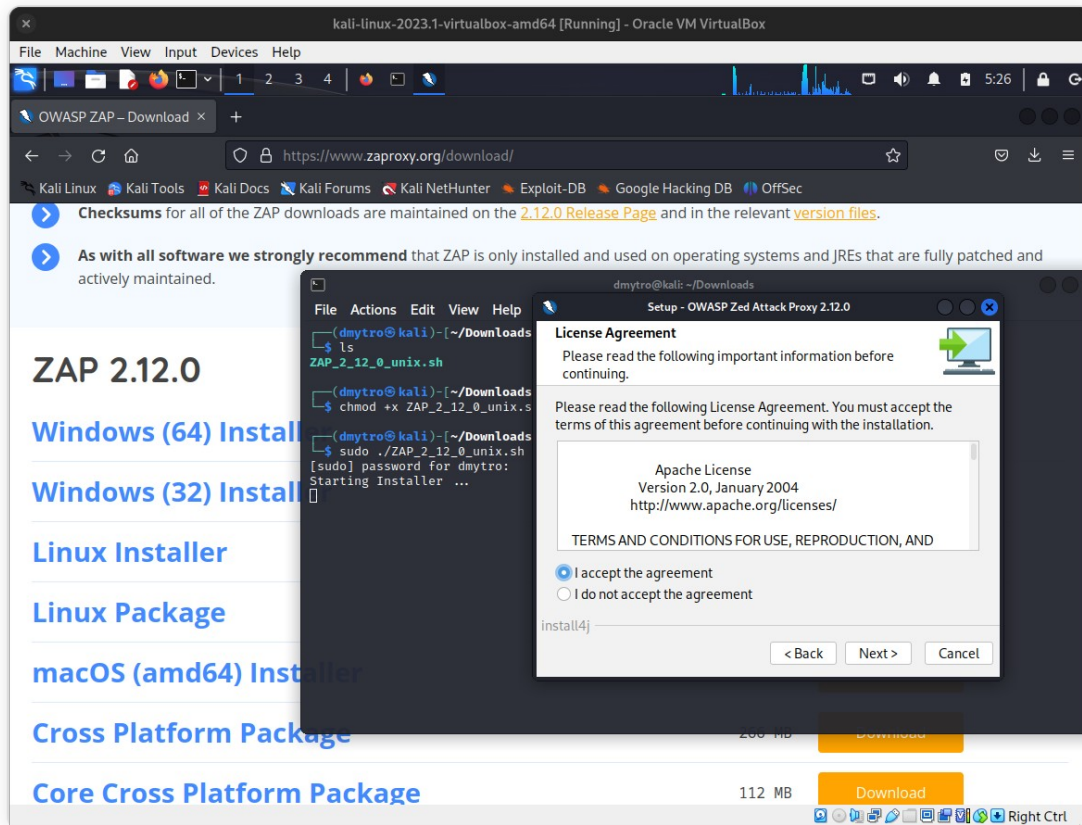 kali-linux-2023.1-virtualbox-amd64 [Running] - Oracle VM VirtualBox
File Machine View Input Devices Help
1 2 3 4 5:26
OWASP ZAP – Download × +
https://www.zaproxy.org/download/
Kali Linux Kali Tools Kali Docs Kali Forums Kali NetHunter Exploit-DB Google Hacking DB OffSec
Checksums for all of the ZAP downloads are maintained on the 2.12.0 Release Page and in the relevant version files.
As with all software we strongly recommend that ZAP is only installed and used on operating systems and JREs that are fully patched and
actively maintained.
ZAP 2.12.0
Windows (64) Installer
Windows (32) Installer
Linux Installer
Linux Package
macOS (amd64) Installer
Cross Platform Package 266 MB Download
Core Cross Platform Package 112 MB Download
dmytro@kali: ~/Downloads
File Actions Edit View Help
(dmytro㉿kali)-[~/Downloads
$ ls
ZAP_2_12_0_unix.sh
(dmytro㉿kali)-[~/Downloads
$ chmod +x ZAP_2_12_0_unix.s
(dmytro㉿kali)-[~/Downloads
$ sudo ./ZAP_2_12_0_unix.sh
[sudo] password for dmytro:
Starting Installer ...
Setup - OWASP Zed Attack Proxy 2.12.0
License Agreement
Please read the following important information before
continuing.
Please read the following License Agreement. You must accept the
terms of this agreement before continuing with the installation.
Apache License
Version 2.0, January 2004
http://www.apache.org/licenses/
TERMS AND CONDITIONS FOR USE, REPRODUCTION, AND
I accept the agreement
I do not accept the agreement
install4j
< Back Next > Cancel
Right Ctrl